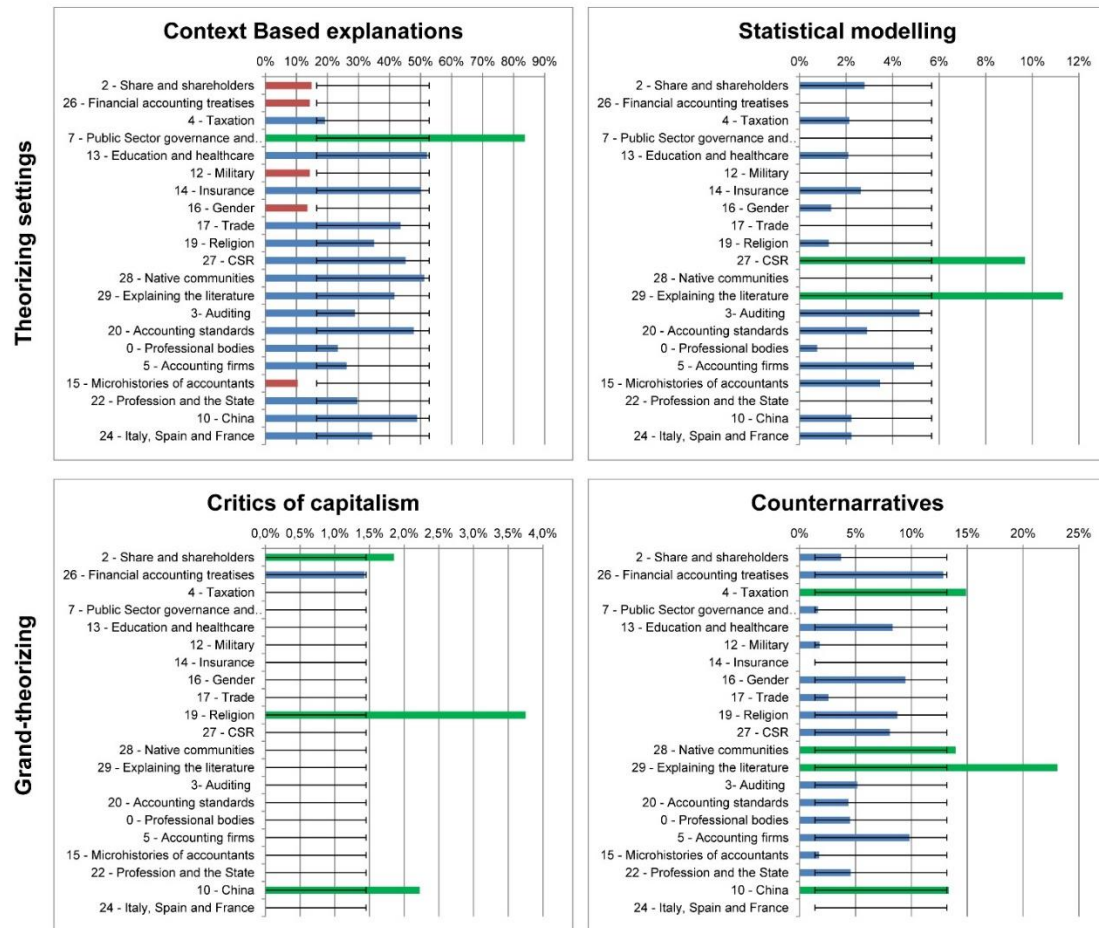 Theorizing settings
Context Based explanations
0% 10% 20% 30% 40% 50% 60% 70% 80% 90%
2 - Share and shareholders
26 - Financial accounting treatises
4 - Taxation
7 - Public Sector governance and..
13 - Education and healthcare
12 - Military
14 - Insurance
16 - Gender
17 - Trade
19 - Religion
27 - CSR
28 - Native communities
29 - Explaining the literature
3- Auditing
20 - Accounting standards
0 - Professional bodies
5 - Accounting firms
15 - Microhistories of accountants
22 - Profession and the State
10 - China
24 - Italy, Spain and France
Statistical modelling
0% 2% 4% 6% 8% 10% 12%
2 - Share and shareholders
26 - Financial accounting treatises
4 - Taxation
7 - Public Sector governance and..
13 - Education and healthcare
12 - Military
14 - Insurance
16 - Gender
17 - Trade
19 - Religion
27 - CSR
28 - Native communities
29 - Explaining the literature
3- Auditing
20 - Accounting standards
0 - Professional bodies
5 - Accounting firms
15 - Microhistories of accountants
22 - Profession and the State
10 - China
24 - Italy, Spain and France
Grand-theorizing
Critics of capitalism
0,0% 0,5% 1,0% 1,5% 2,0% 2,5% 3,0% 3,5% 4,0%
2 - Share and shareholders
26 - Financial accounting treatises
4 - Taxation
7 - Public Sector governance and..
13 - Education and healthcare
12 - Military
14 - Insurance
16 - Gender
17 - Trade
19 - Religion
27 - CSR
28 - Native communities
29 - Explaining the literature
3- Auditing
20 - Accounting standards
0 - Professional bodies
5 - Accounting firms
15 - Microhistories of accountants
22 - Profession and the State
10 - China
24 - Italy, Spain and France
Counternarratives
0% 5% 10% 15% 20% 25%
2 - Share and shareholders
26 - Financial accounting treatises
4 - Taxation
7 - Public Sector governance and..
13 - Education and healthcare
12 - Military
14 - Insurance
16 - Gender
17 - Trade
19 - Religion
27 - CSR
28 - Native communities
29 - Explaining the literature
3- Auditing
20 - Accounting standards
0 - Professional bodies
5 - Accounting firms
15 - Microhistories of accountants
22 - Profession and the State
10 - China
24 - Italy, Spain and France